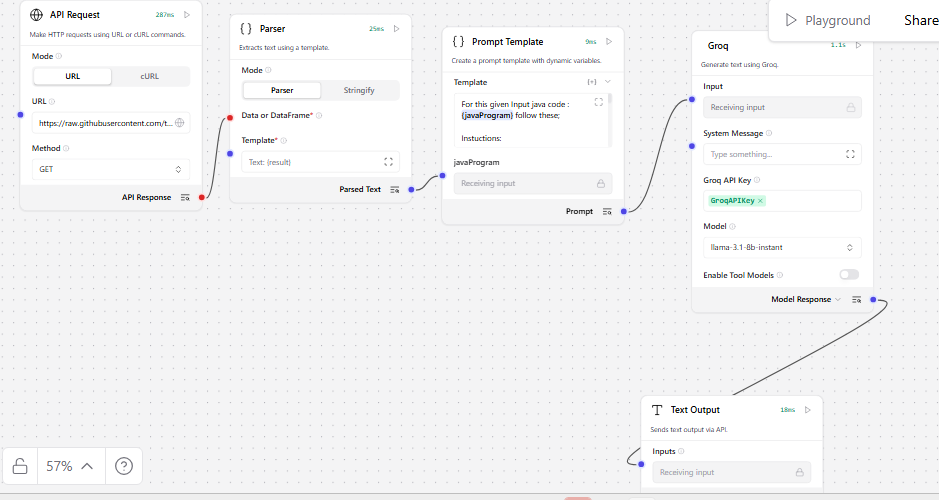 API Request
287ms
Make HTTP requests using URL or cURL commands.
Mode
URL
cURL
URL
https://raw.githubusercontent.com/t...
Method
GET
API Response
Parser
25ms
Extracts text using a template.
Mode
Parser
Stringify
Data or DataFrame*
Template*
Text: {result}
Parsed Text
Prompt Template
9ms
Create a prompt template with dynamic variables.
Template
For this given Input java code :
{javaProgram} follow these;
Instuctions:
javaProgram
Receiving input
Prompt
Playground
Share
Groq
1.1s
Generate text using Groq.
Input
Receiving input
System Message
Type something...
Groq API Key
GroqAPIKey ×
Model
llama-3.1-8b-instant
Enable Tool Models
Model Response
Text Output
18ms
Sends text output via API.
Inputs
Receiving input
57%